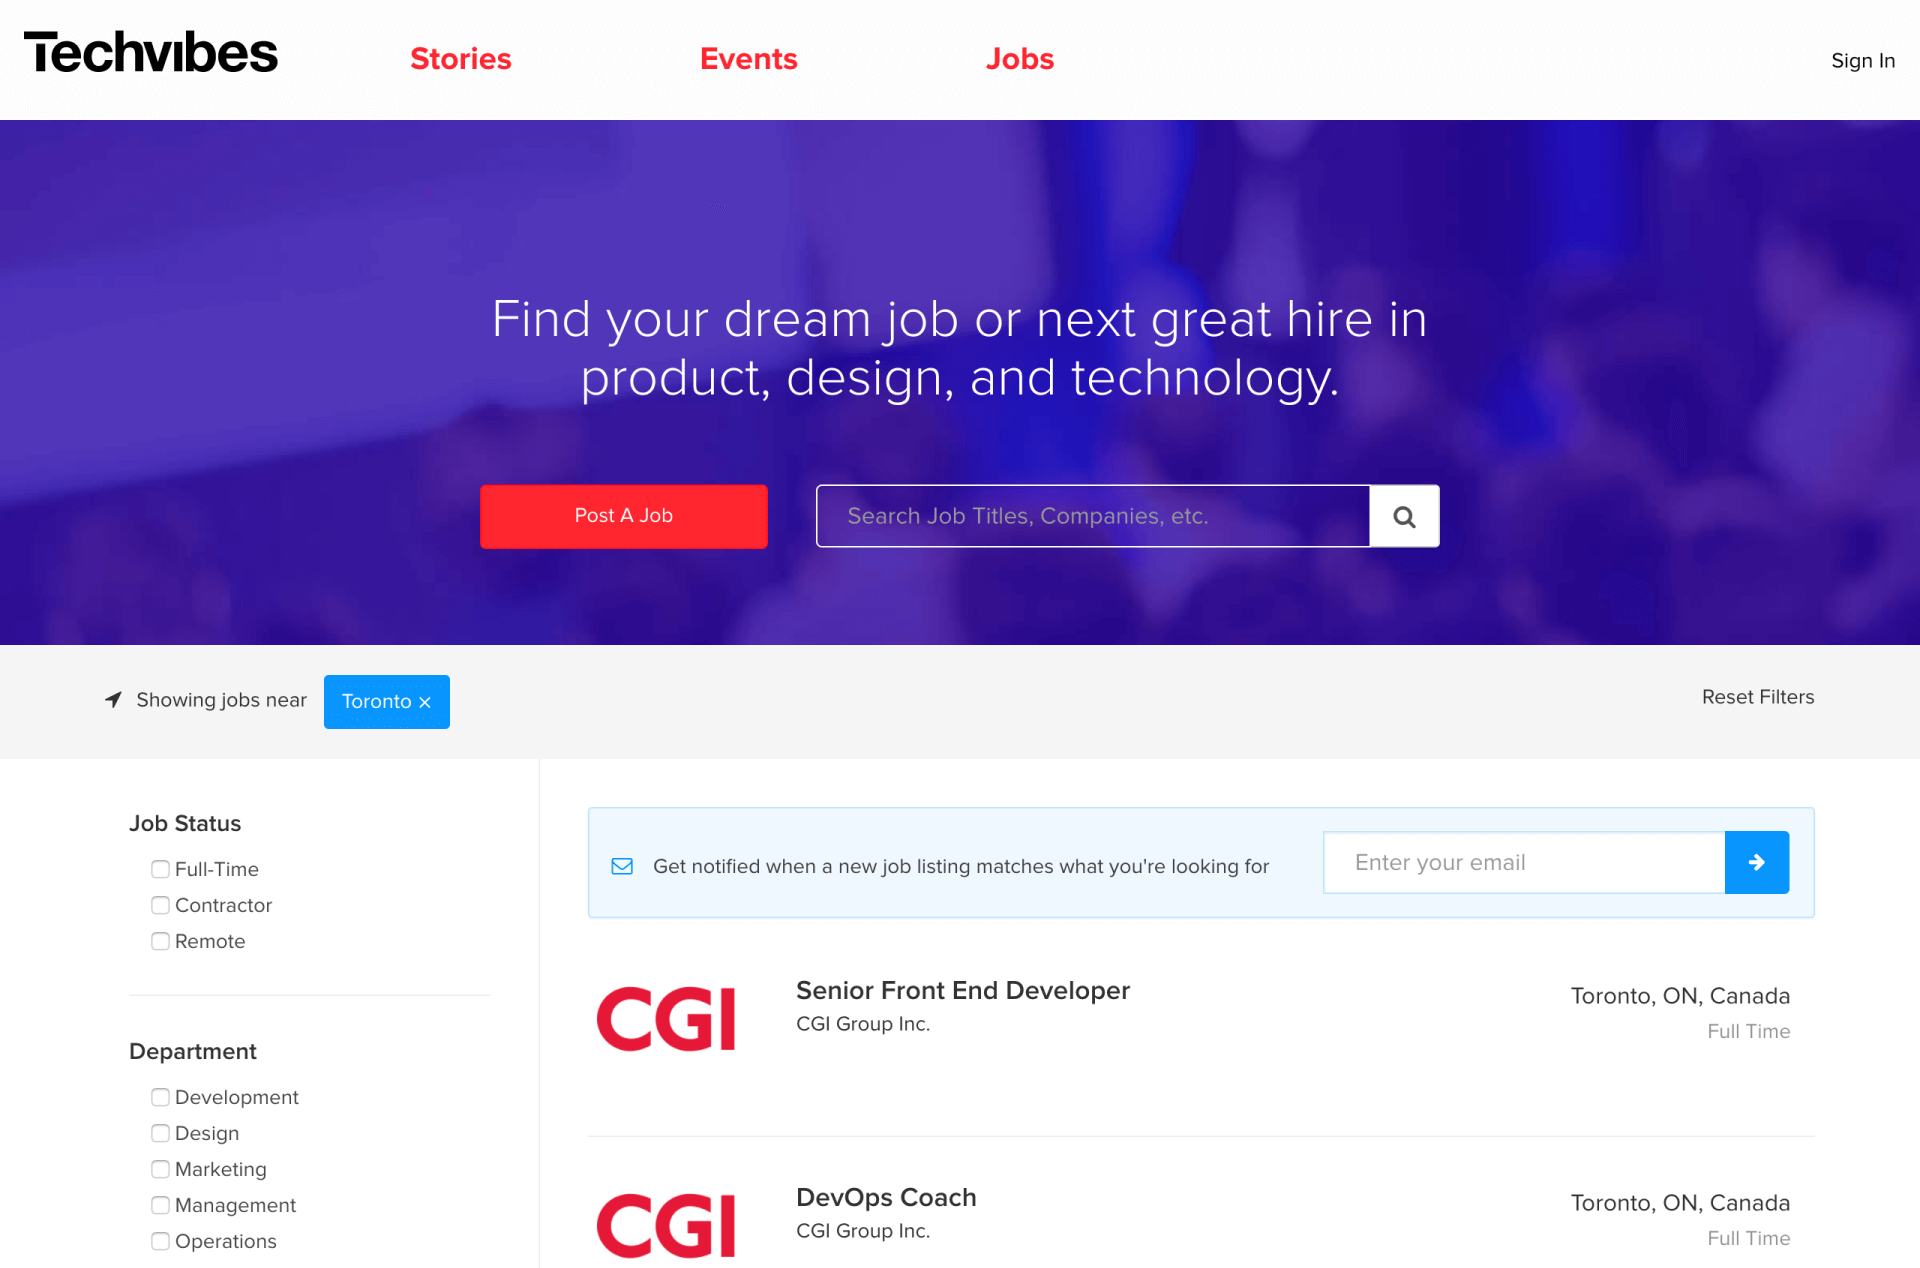 Techvibes
Stories
Events
Jobs
Sign In
Find your dream job or next great hire in
product, design, and technology.
Post A Job
Search Job Titles, Companies, etc.
Showing jobs near
Toronto ×
Reset Filters
Job Status
Full-Time
Contractor
Remote
Department
Development
Design
Marketing
Management
Operations
Get notified when a new job listing matches what you're looking for
Enter your email
CGI
Senior Front End Developer
CGI Group Inc.
Toronto, ON, Canada
Full Time
CGI
DevOps Coach
CGI Group Inc.
Toronto, ON, Canada
Full Time